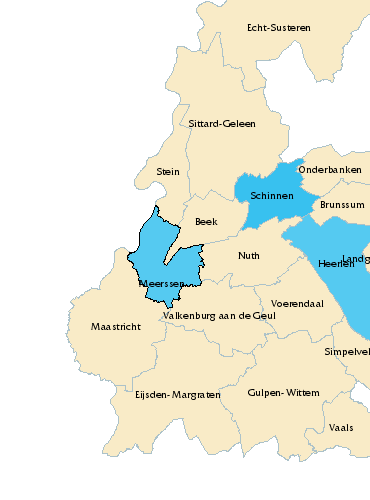 Echt-Susteren
Sittard-Geleen
Stein
Onderbanken
Schinnen
Brunssum
Beek
Nuth
Landg
Heerlen
Meerssen
Voerendaal
Valkenburg aan de Geul
Maastricht
Simpelvel
Eijsden-Margraten
Gulpen-Wittem
Vaals